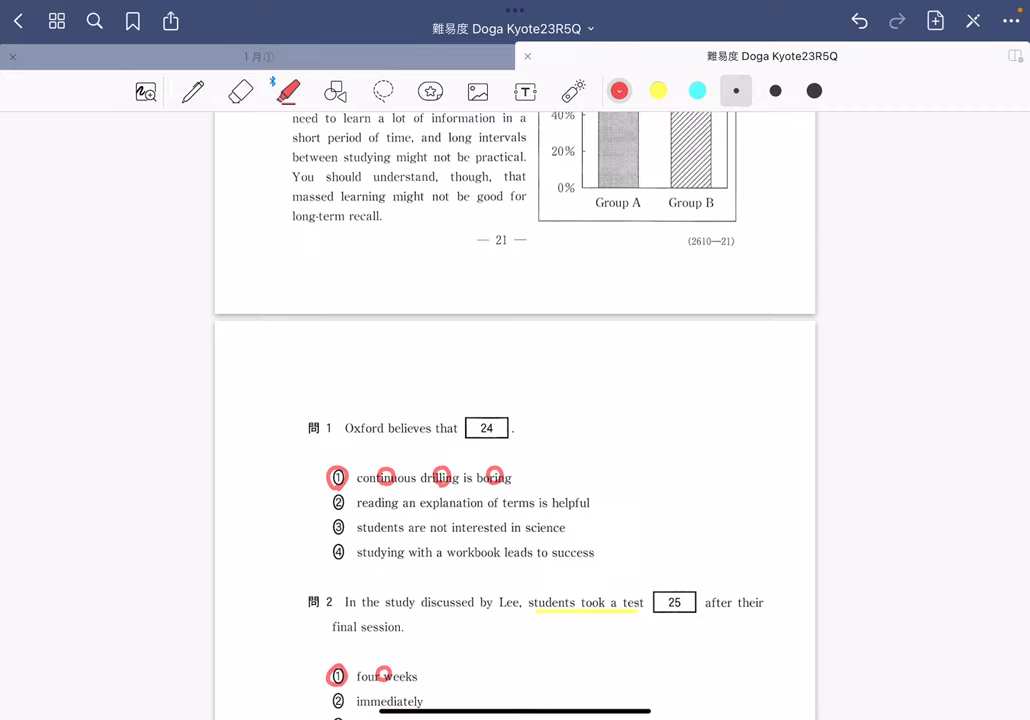 難易度 Doga Kyote23R5Q
1月①
難易度 Doga Kyote23R5Q
need to learn a lot of information in a
short period of time, and long intervals
between studying might not be practical.
You should understand, though, that
massed learning might not be good for
long-term recall.
40%
20%
0%
Group A Group B
— 21 —
(2610—21)
問 1 Oxford believes that 24 .
① continuous drilling is boring
② reading an explanation of terms is helpful
③ students are not interested in science
④ studying with a workbook leads to success
問 2 In the study discussed by Lee, students took a test 25 after their
final session.
① four weeks
② immediately